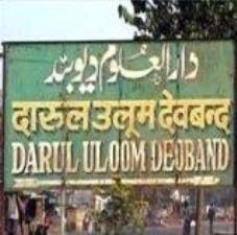 دارالعلوم دیوبند
दारुल उलूम देवबन्द
DARUL ULOOM DEOBAND